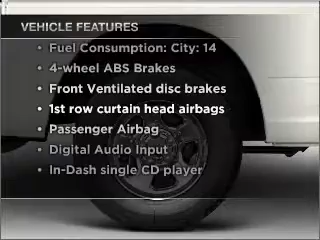 VEHICLE FEATURES
• Fuel Consumption: City: 14
• 4-wheel ABS Brakes
• Front Ventilated disc brakes
• 1st row curtain head airbags
• Passenger Airbag
• Digital Audio Input
• In-Dash single CD player